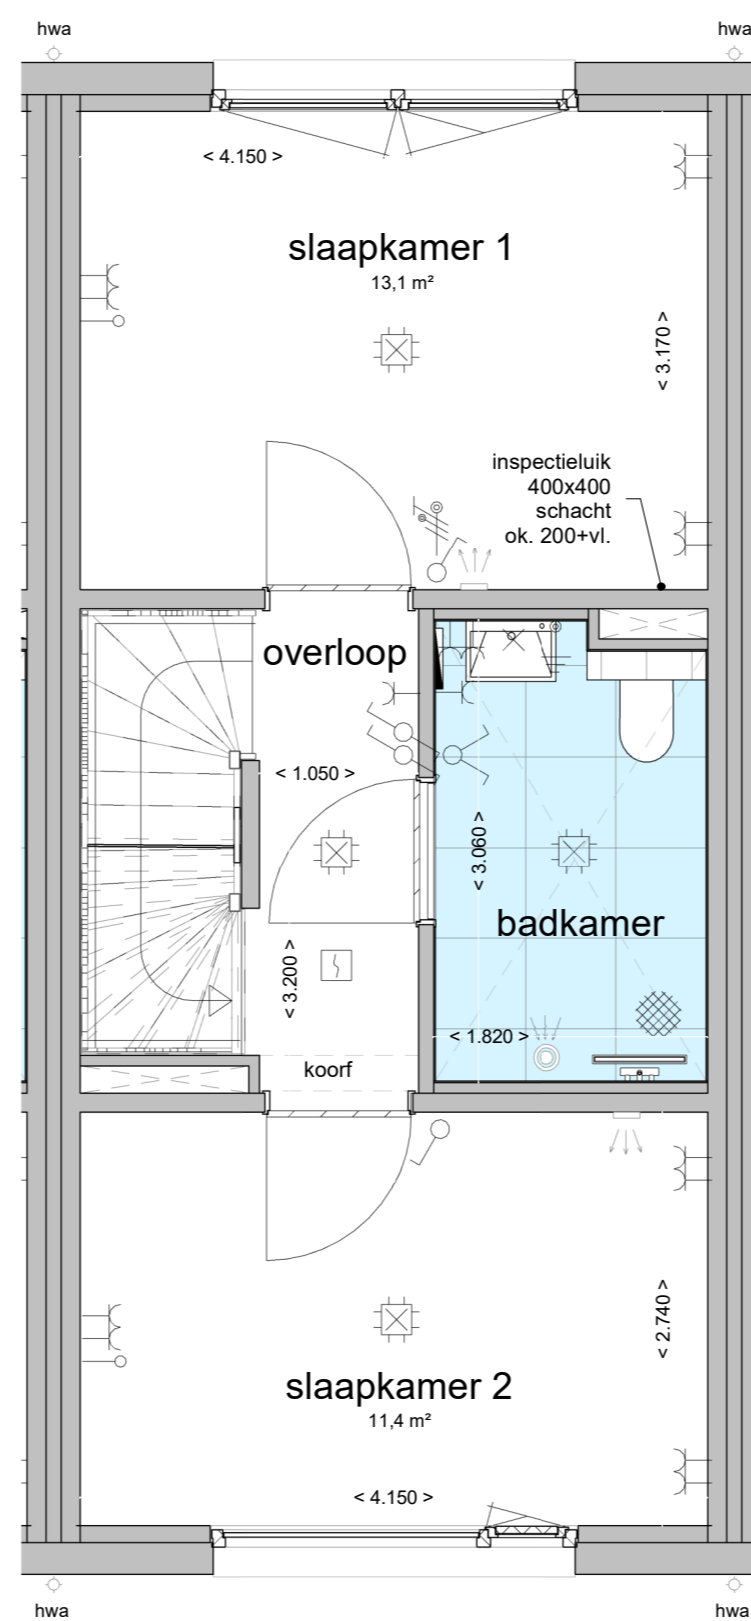 hwa
hwa
< 4.150 >
slaapkamer 1
13,1 m²
< 3.170 >
inspectieluik
400x400
schacht
ok. 200+vl.
overloop
< 1.050 >
< 3.060 >
badkamer
< 3.200 >
< 1.820 >
koorf
< 2.740 >
slaapkamer 2
11,4 m²
< 4.150 >
hwa
hwa